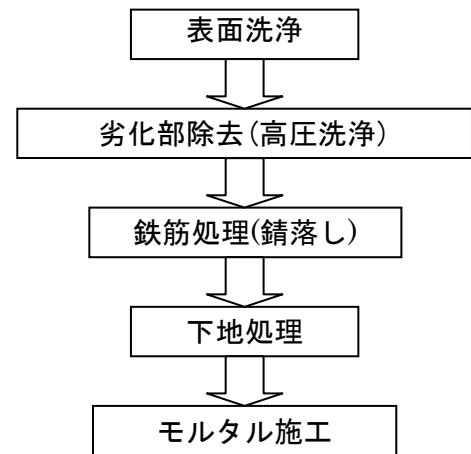 表面洗浄
劣化部除去(高圧洗浄)
鉄筋処理(錆落し)
下地処理
モルタル施工